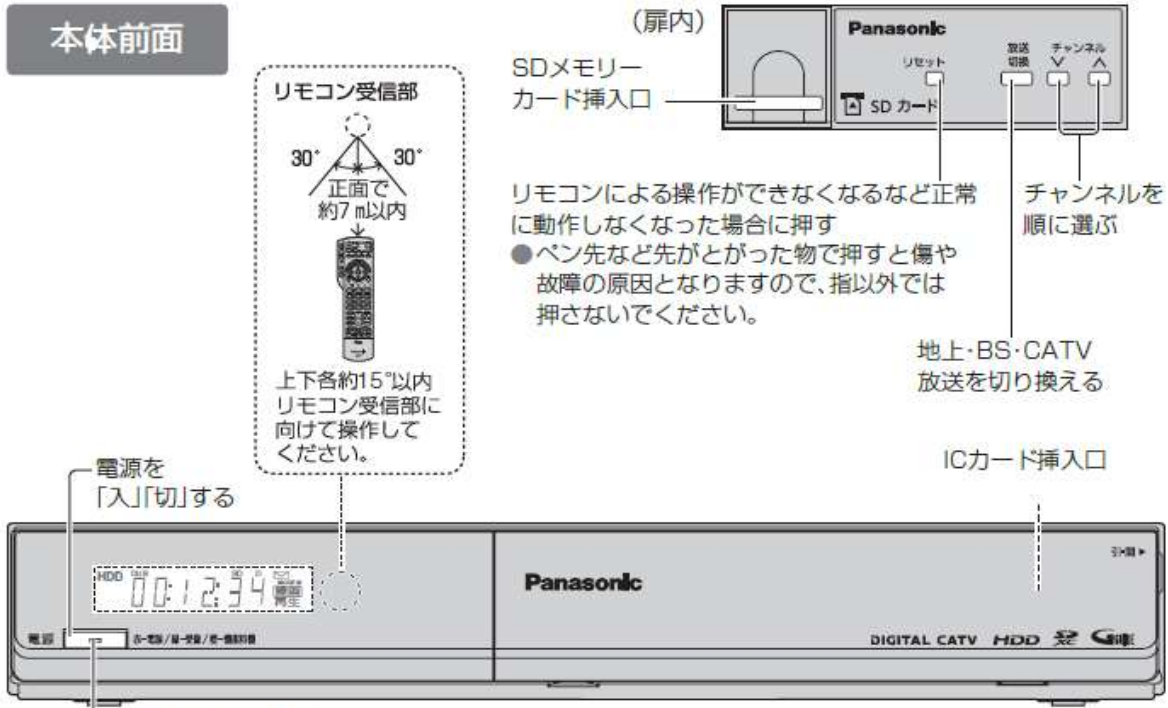 本体前面
(扉内)
SDメモリー
カード挿入口
Panasonic
リセット
放送
切換
チャンネル
SD カード
リモコン受信部
30° 30°
正面で
約7 m以内
上下各約15°以内
リモコン受信部に
向けて操作して
ください。
リモコンによる操作ができなくなるなど正常
に動作しなくなった場合に押す
●ペン先など先がとがった物で押すと傷や
故障の原因となりますので、指以外では
押さないでください。
チャンネルを
順に選ぶ
地上・BS・CATV
放送を切り換える
電源を
「入」「切」する
ICカード挿入口
HDD
00:12:34
録画
再生
Panasonic
電源
DIGITAL CATV HDD